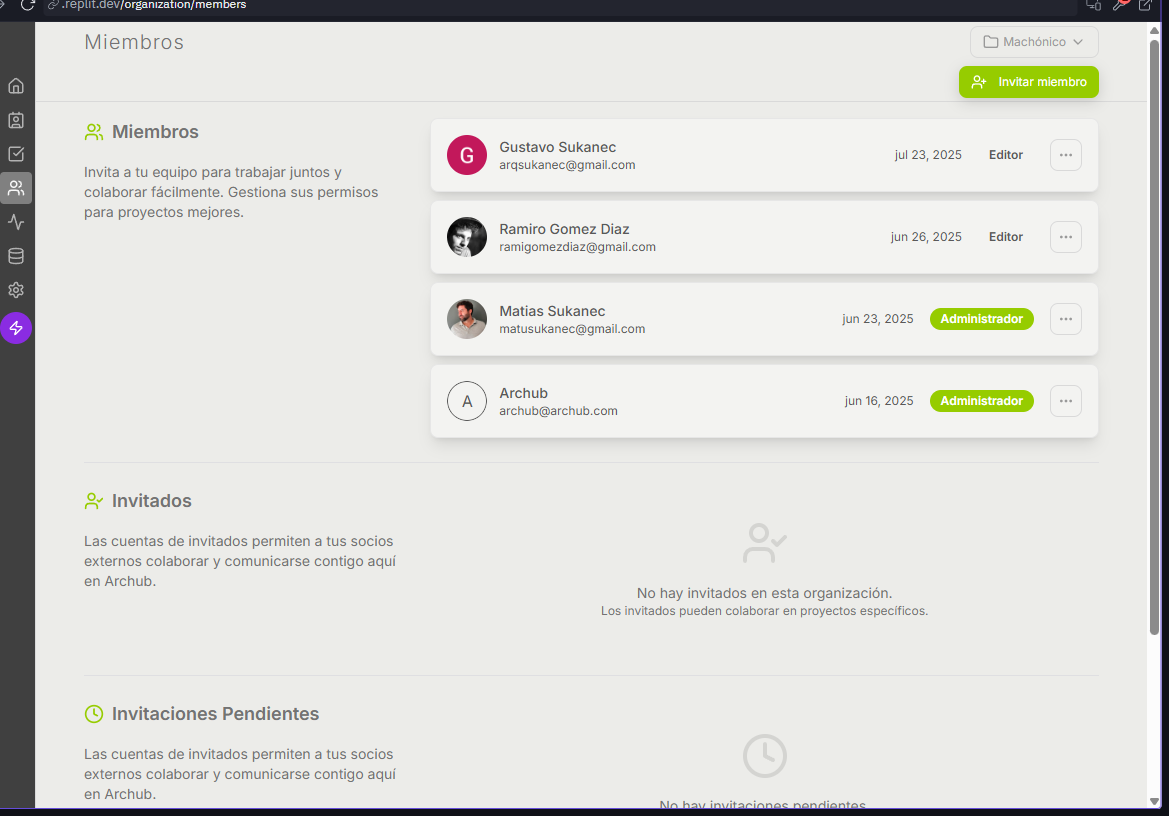 .replit.dev/organization/members
Miembros
Machónico
Invitar miembro
Miembros
Invita a tu equipo para trabajar juntos y
colaborar fácilmente. Gestiona sus permisos
para proyectos mejores.
G
Gustavo Sukanec
arqsukanec@gmail.com
jul 23, 2025
Editor
Ramiro Gomez Diaz
ramigomezdiaz@gmail.com
jun 26, 2025
Editor
Matias Sukanec
matusukanec@gmail.com
jun 23, 2025
Administrador
A
Archub
archub@archub.com
jun 16, 2025
Administrador
Invitados
Las cuentas de invitados permiten a tus socios
externos colaborar y comunicarse contigo aquí
en Archub.
No hay invitados en esta organización.
Los invitados pueden colaborar en proyectos específicos.
Invitaciones Pendientes
Las cuentas de invitados permiten a tus socios
externos colaborar y comunicarse contigo aquí
en Archub.
No hay invitaciones pendientes